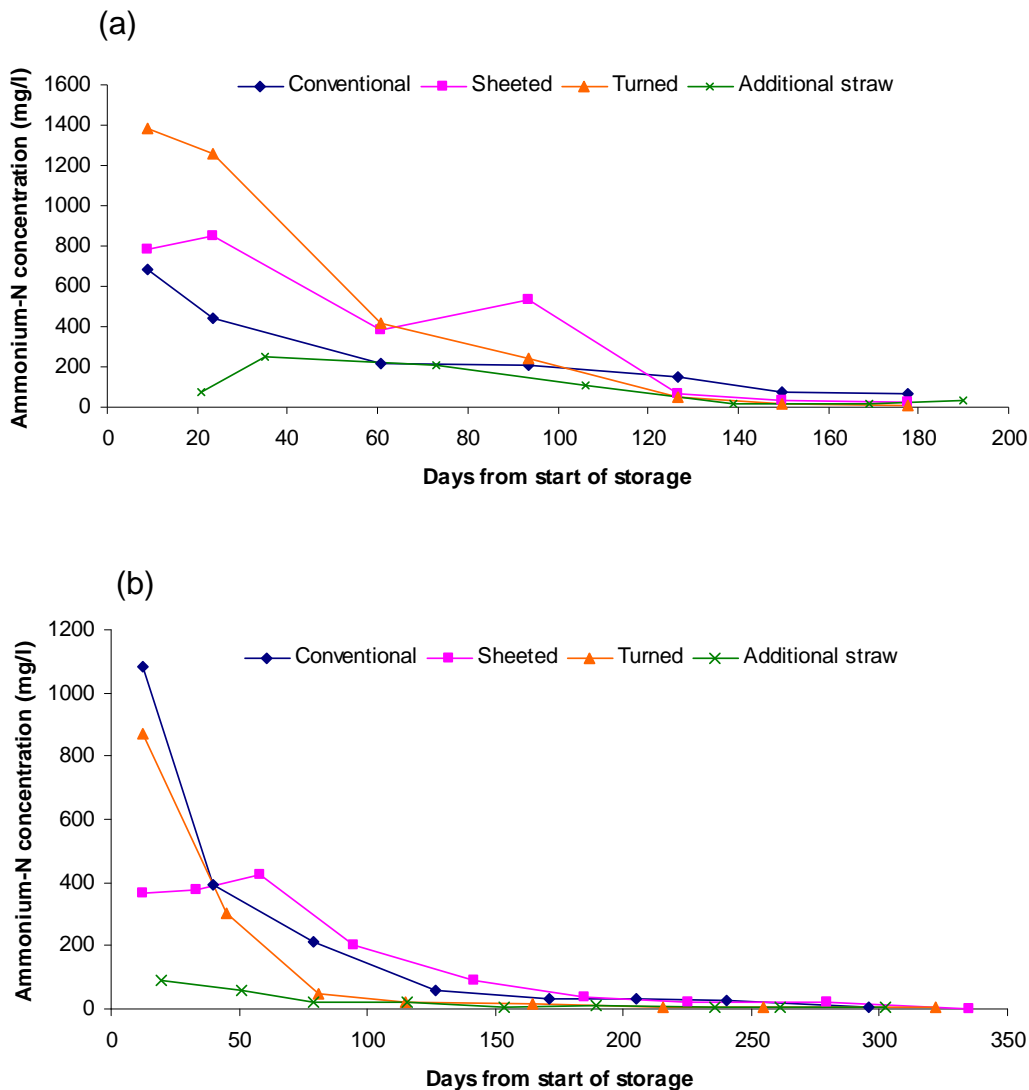 (a)
Conventional Sheeted Turned Additional straw
1600
1400
1200
1000
800
600
400
200
0
Ammonium-N concentration (mg/l)
0 20 40 60 80 100 120 140 160 180 200
Days from start of storage
(b)
Conventional Sheeted Turned Additional straw
1200
1000
800
600
400
200
0
Ammonium-N concentration (mg/l)
0 50 100 150 200 250 300 350
Days from start of storage